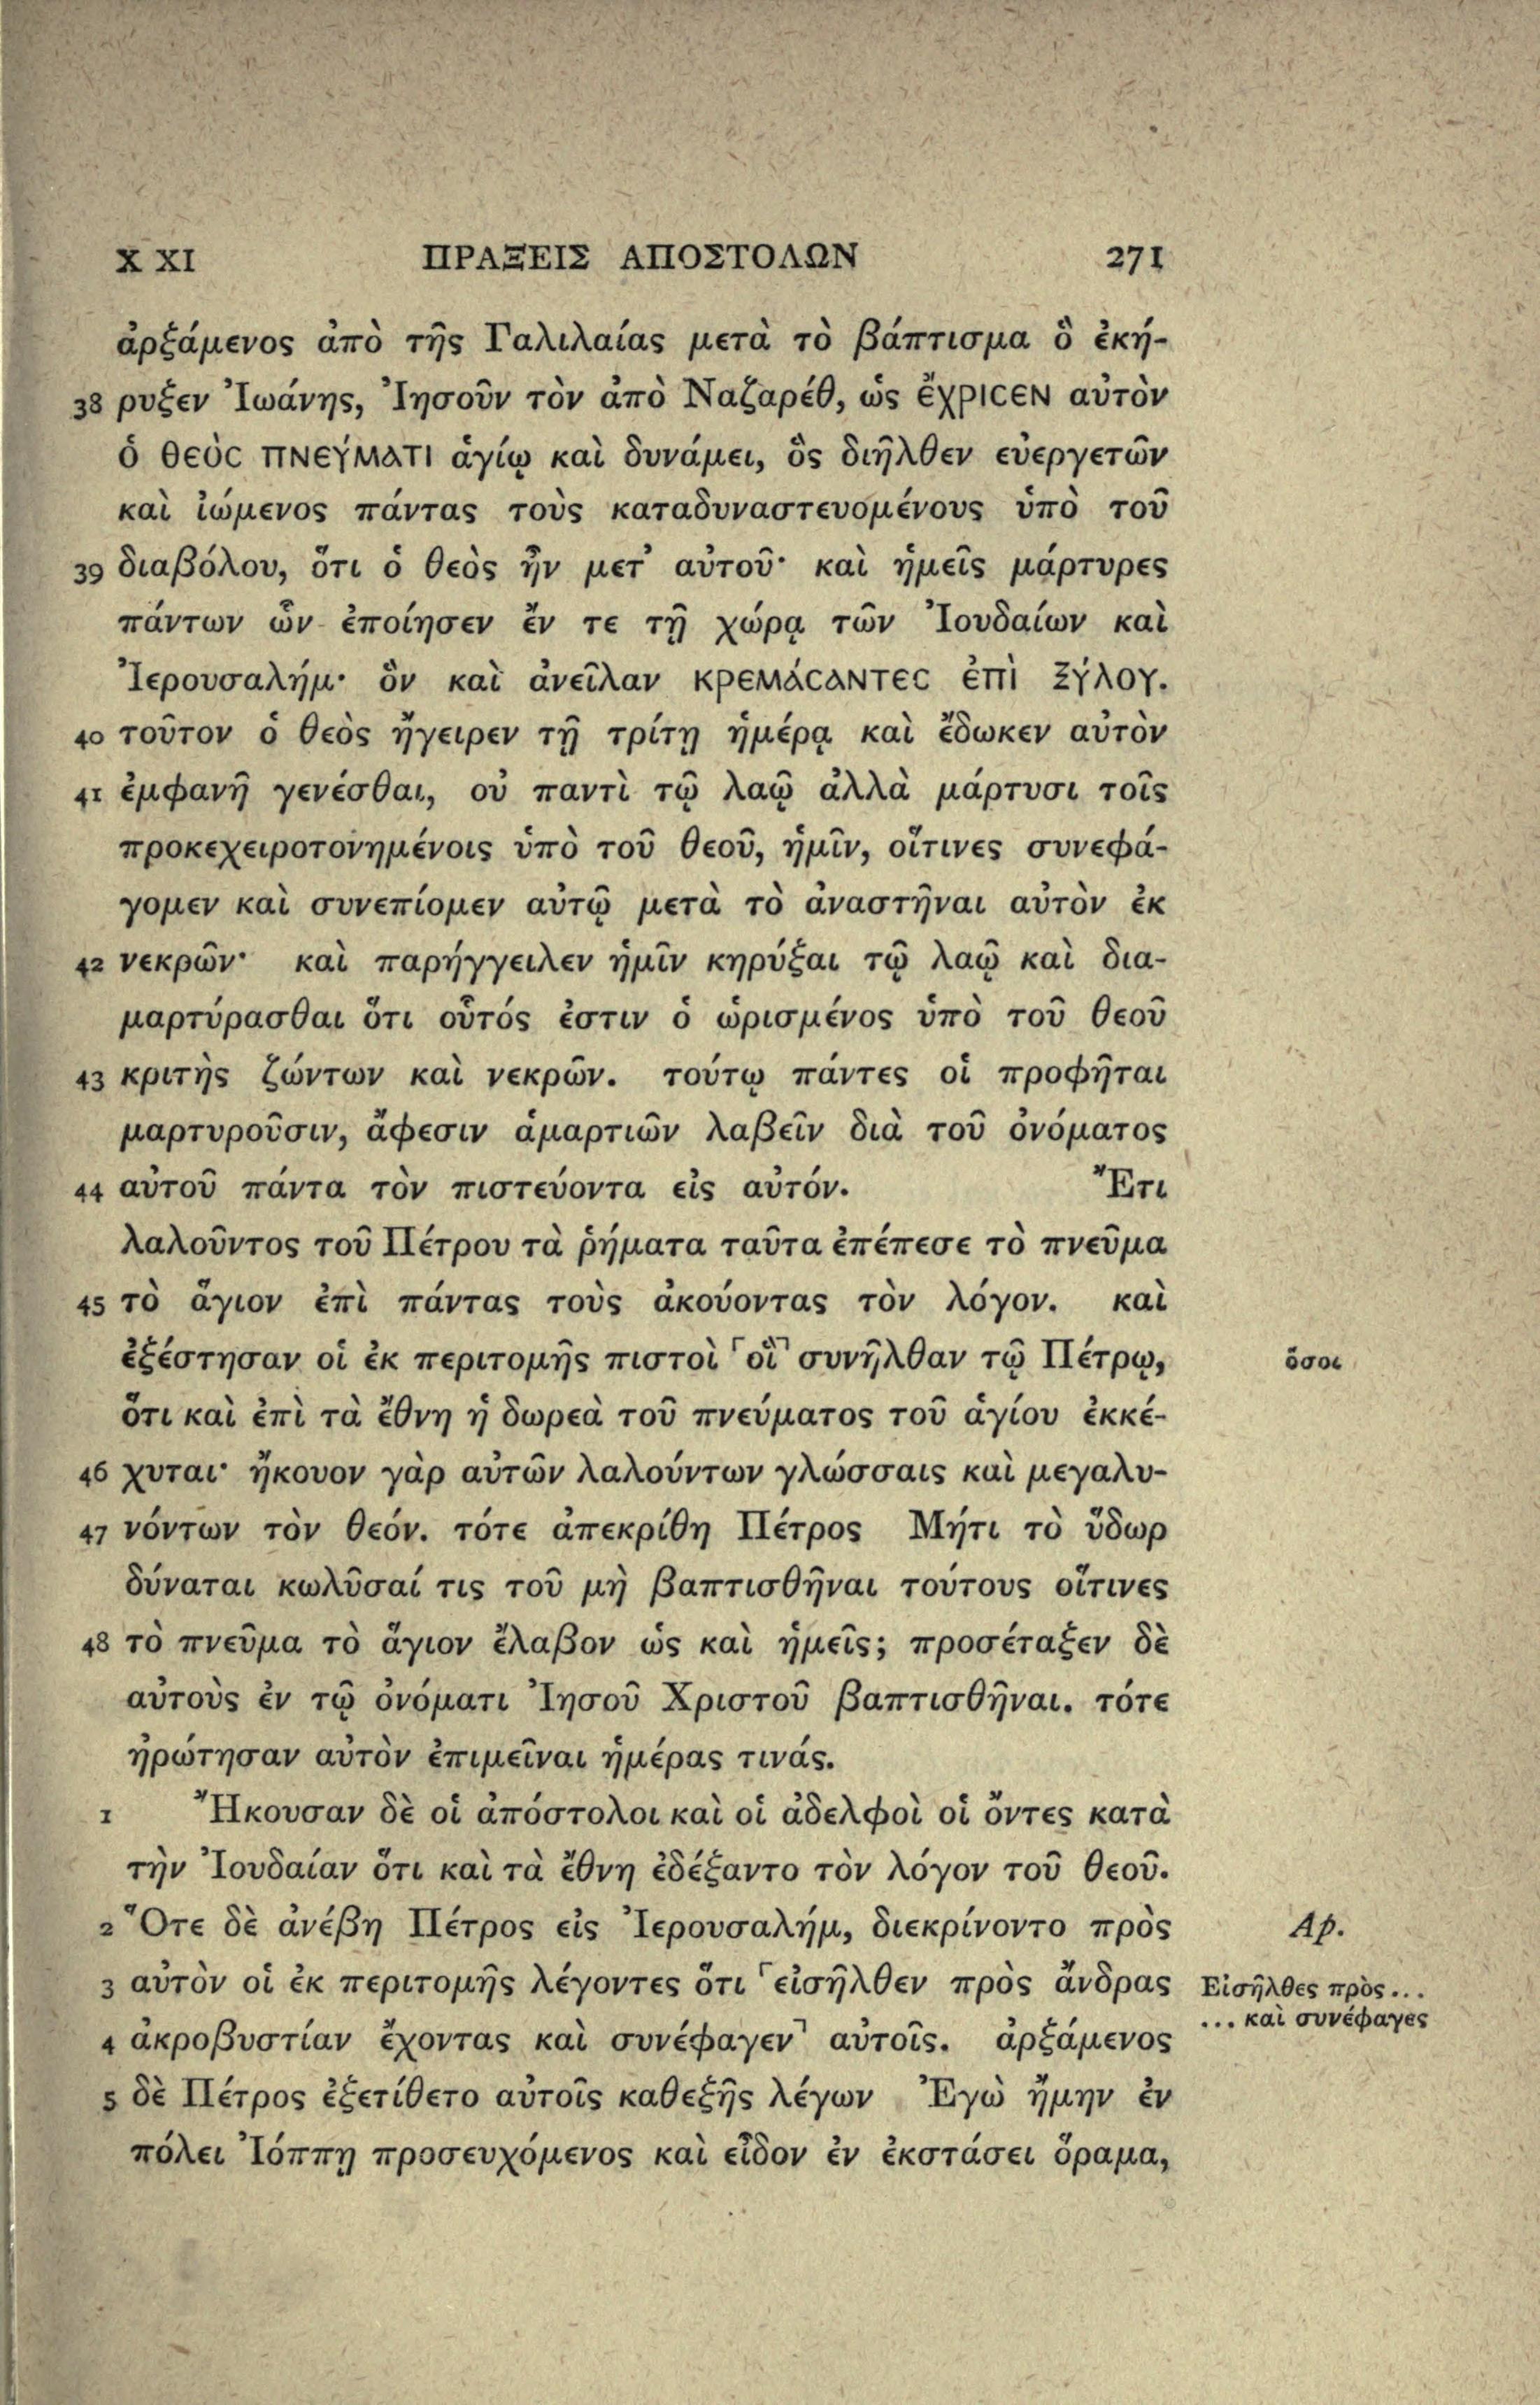 X XI ΠΡΑΞΕΙΣ ΑΠΟΣΤΟΛΩΝ 271
ἀρξάμενος ἀπὸ τῆς Γαλιλαίας μετὰ τὸ βάπτισμα ὃ ἐκή-
38 ρυξεν Ἰωάνης, Ἰησοῦν τὸν ἀπὸ Ναζαρέθ, ὡς ἔχρισεν αὐτὸν
ὁ θεὸς πνεύματι ἁγίῳ καὶ δυνάμει, ὃς διῆλθεν εὐεργετῶν
καὶ ἰώμενος πάντας τοὺς καταδυναστευομένους ὑπὸ τοῦ
39 διαβόλου, ὅτι ὁ θεὸς ἦν μετ' αὐτοῦ· καὶ ἡμεῖς μάρτυρες
πάντων ὧν ἐποίησεν ἔν τε τῇ χώρᾳ τῶν Ἰουδαίων καὶ
Ἰερουσαλήμ· ὃν καὶ ἀνεῖλαν κρεμάσαντες ἐπὶ ξύλου.
40 τοῦτον ὁ θεὸς ἤγειρεν τῇ τρίτῃ ἡμέρᾳ καὶ ἔδωκεν αὐτὸν
41 ἐμφανῆ γενέσθαι, οὐ παντὶ τῷ λαῷ ἀλλὰ μάρτυσι τοῖς
προκεχειροτονημένοις ὑπὸ τοῦ θεοῦ, ἡμῖν, οἵτινες συνεφά-
γομεν καὶ συνεπίομεν αὐτῷ μετὰ τὸ ἀναστῆναι αὐτὸν ἐκ
42 νεκρῶν· καὶ παρήγγειλεν ἡμῖν κηρύξαι τῷ λαῷ καὶ δια-
μαρτύρασθαι ὅτι οὗτός ἐστιν ὁ ὡρισμένος ὑπὸ τοῦ θεοῦ
43 κριτὴς ζώντων καὶ νεκρῶν. τούτῳ πάντες οἱ προφῆται
μαρτυροῦσιν, ἄφεσιν ἁμαρτιῶν λαβεῖν διὰ τοῦ ὀνόματος
44 αὐτοῦ πάντα τὸν πιστεύοντα εἰς αὐτόν. Ἔτι
λαλοῦντος τοῦ Πέτρου τὰ ῥήματα ταῦτα ἐπέπεσε τὸ πνεῦμα
45 τὸ ἅγιον ἐπὶ πάντας τοὺς ἀκούοντας τὸν λόγον. καὶ
ἐξέστησαν οἱ ἐκ περιτομῆς πιστοὶ ⌜οἳ⌝ συνῆλθαν τῷ Πέτρῳ, ὅσοι
ὅτι καὶ ἐπὶ τὰ ἔθνη ἡ δωρεὰ τοῦ πνεύματος τοῦ ἁγίου ἐκκέ-
46 χυται· ἤκουον γὰρ αὐτῶν λαλούντων γλώσσαις καὶ μεγαλυ-
47 νόντων τὸν θεόν. τότε ἀπεκρίθη Πέτρος Μήτι τὸ ὕδωρ
δύναται κωλῦσαί τις τοῦ μὴ βαπτισθῆναι τούτους οἵτινες
48 τὸ πνεῦμα τὸ ἅγιον ἔλαβον ὡς καὶ ἡμεῖς; προσέταξεν δὲ
αὐτοὺς ἐν τῷ ὀνόματι Ἰησοῦ Χριστοῦ βαπτισθῆναι. τότε
ἠρώτησαν αὐτὸν ἐπιμεῖναι ἡμέρας τινάς.
1 Ἤκουσαν δὲ οἱ ἀπόστολοι καὶ οἱ ἀδελφοὶ οἱ ὄντες κατὰ
τὴν Ἰουδαίαν ὅτι καὶ τὰ ἔθνη ἐδέξαντο τὸν λόγον τοῦ θεοῦ.
2 Ὅτε δὲ ἀνέβη Πέτρος εἰς Ἰερουσαλήμ, διεκρίνοντο πρὸς Ap.
3 αὐτὸν οἱ ἐκ περιτομῆς λέγοντες ὅτι ⌜εἰσῆλθεν πρὸς ἄνδρας Εἰσῆλθες πρὸς...
4 ἀκροβυστίαν ἔχοντας καὶ συνέφαγεν⌝ αὐτοῖς. ἀρξάμενος ...καὶ συνέφαγες
5 δὲ Πέτρος ἐξετίθετο αὐτοῖς καθεξῆς λέγων Ἐγὼ ἤμην ἐν
πόλει Ἰόππῃ προσευχόμενος καὶ εἶδον ἐν ἐκστάσει ὅραμα,